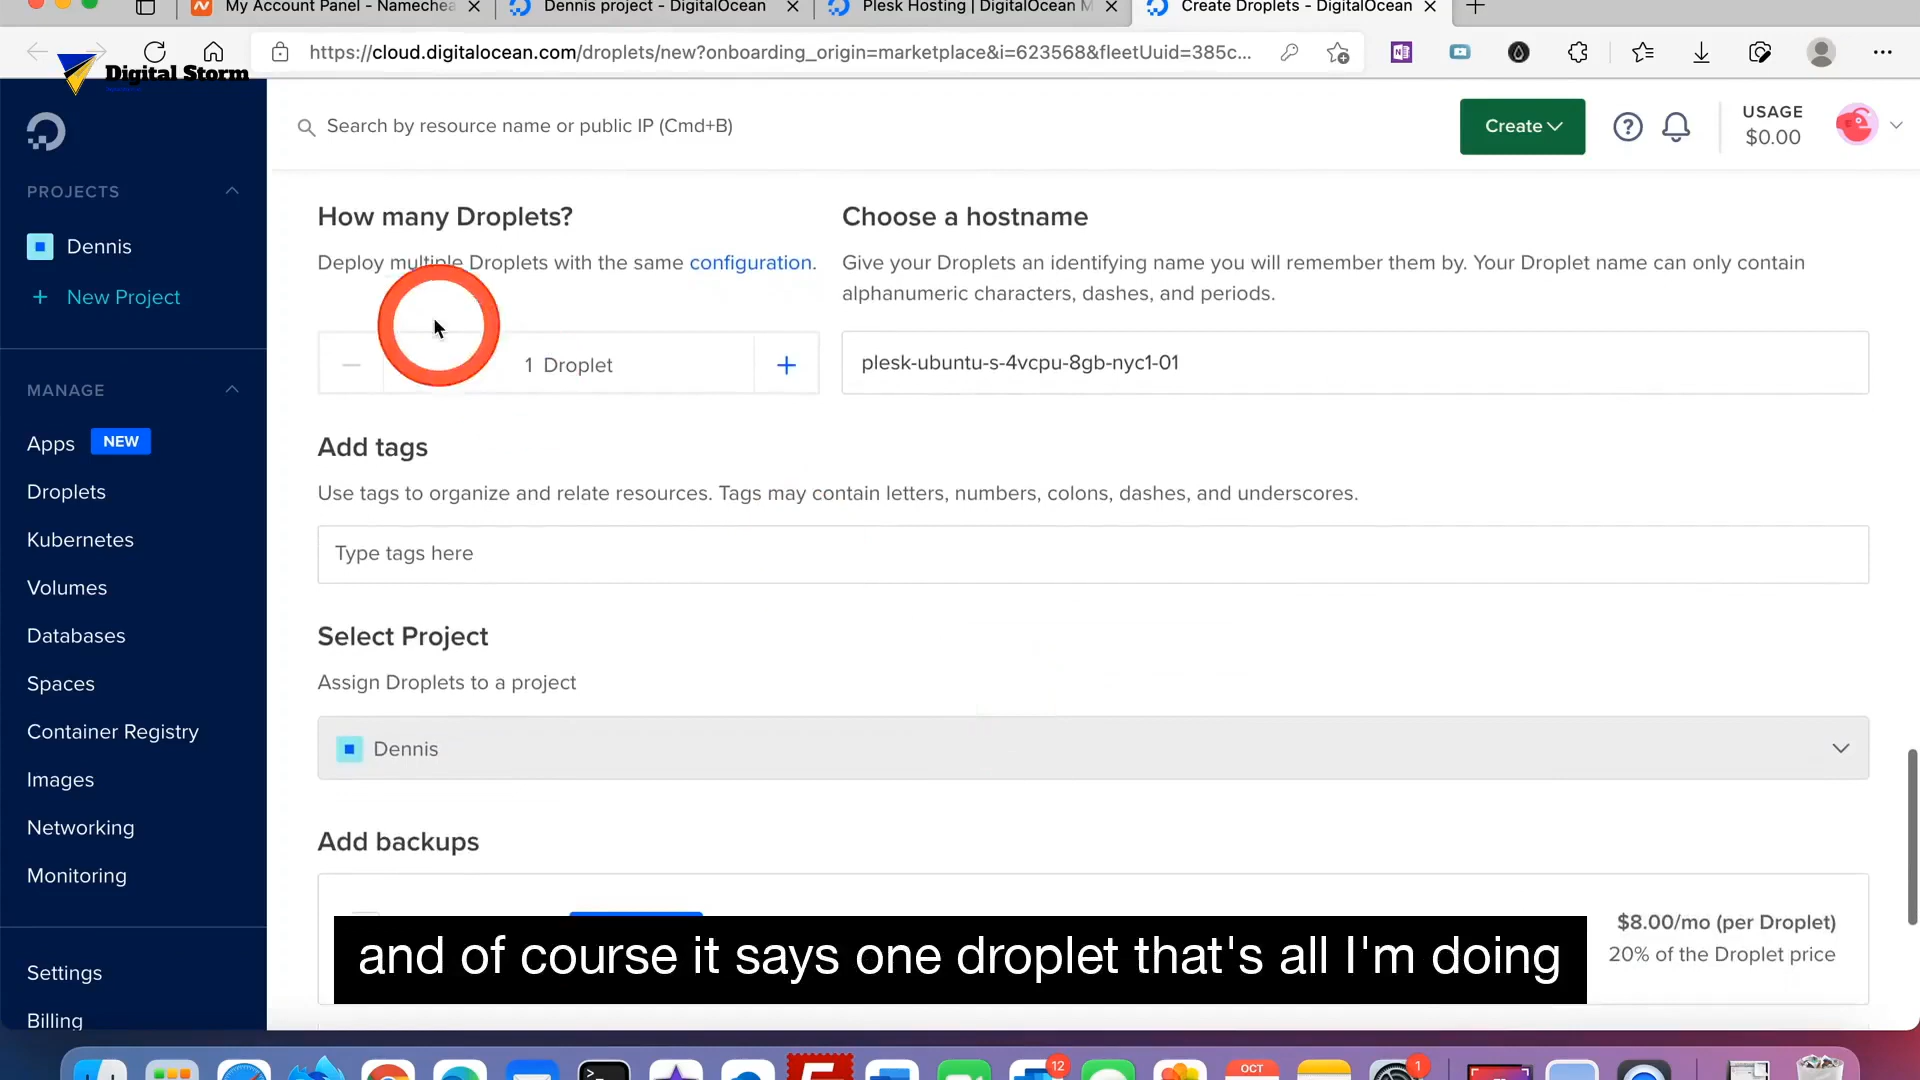 My Account Panel - Namechea
Dennis project - DigitalOcean
Plesk Hosting | DigitalOcean M
Create Droplets - DigitalOcean
https://cloud.digitalocean.com/droplets/new?onboarding_origin=marketplace&i=623568&fleetUuid=385c...
Digital Storm
Search by resource name or public IP (Cmd+B)
Create
USAGE
$0.00
PROJECTS
Dennis
+ New Project
MANAGE
Apps NEW
Droplets
Kubernetes
Volumes
Databases
Spaces
Container Registry
Images
Networking
Monitoring
Settings
Billing
How many Droplets?
Deploy multiple Droplets with the same configuration.
1 Droplet
Choose a hostname
Give your Droplets an identifying name you will remember them by. Your Droplet name can only contain
alphanumeric characters, dashes, and periods.
plesk-ubuntu-s-4vcpu-8gb-nyc1-01
Add tags
Use tags to organize and relate resources. Tags may contain letters, numbers, colons, dashes, and underscores.
Type tags here
Select Project
Assign Droplets to a project
Dennis
Add backups
$8.00/mo (per Droplet)
20% of the Droplet price
and of course it says one droplet that's all I'm doing
12
OCT
1